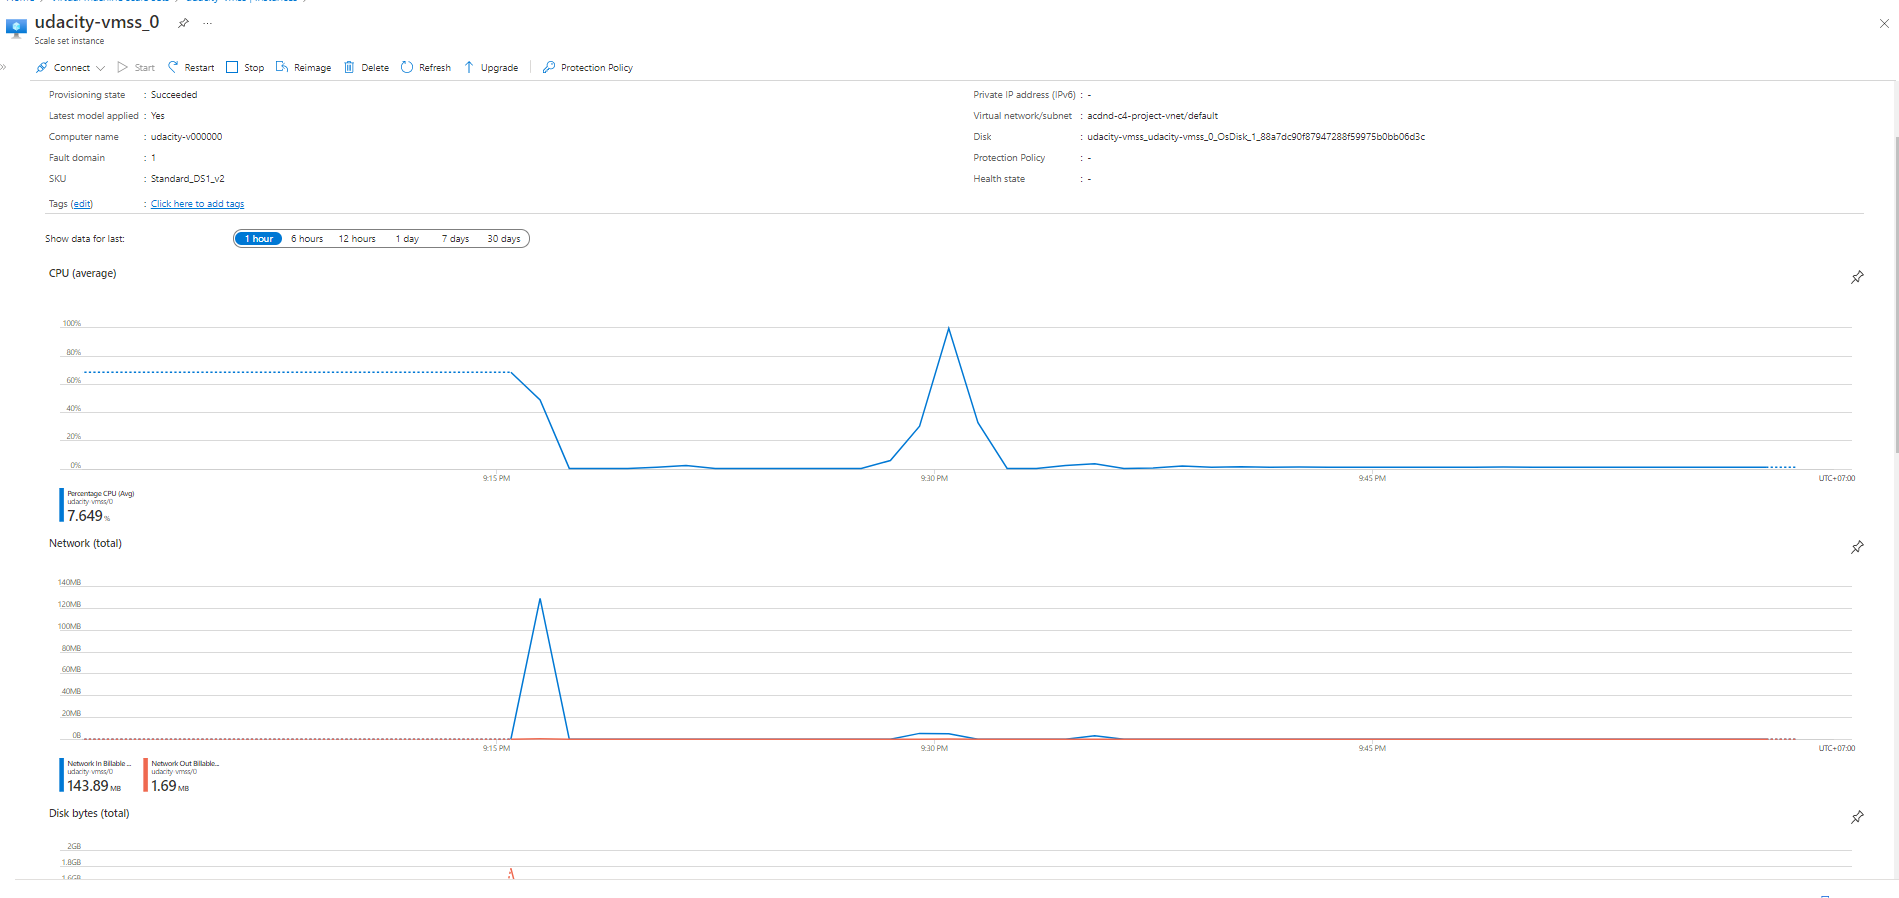 udacity-vmss_0 ...
Scale set instance
Connect Start Restart Stop Reimage Delete Refresh Upgrade Protection Policy
Provisioning state : Succeeded
Latest model applied : Yes
Computer name : udacity-v000000
Fault domain : 1
SKU : Standard_DS1_v2
Tags (edit) : Click here to add tags
Private IP address (IPv6) : -
Virtual network/subnet : acdnd-c4-project-vnet/default
Disk : udacity-vmss_udacity-vmss_0_OsDisk_1_88a7dc90f87947288f59975b0bb06d3c
Protection Policy : -
Health state : -
Show data for last: 1 hour 6 hours 12 hours 1 day 7 days 30 days
CPU (average)
100%
80%
60%
40%
20%
0%
9:15 PM 9:30 PM 9:45 PM UTC+07:00
Percentage CPU (Avg)
udacity-vmss/0
7.649 %
Network (total)
140MB
120MB
100MB
80MB
60MB
40MB
20MB
0B
9:15 PM 9:30 PM 9:45 PM UTC+07:00
Network In Billable ...
udacity-vmss/0
143.89 MB
Network Out Billable...
udacity-vmss/0
1.69 MB
Disk bytes (total)
2GB
1.8GB
1.6GB